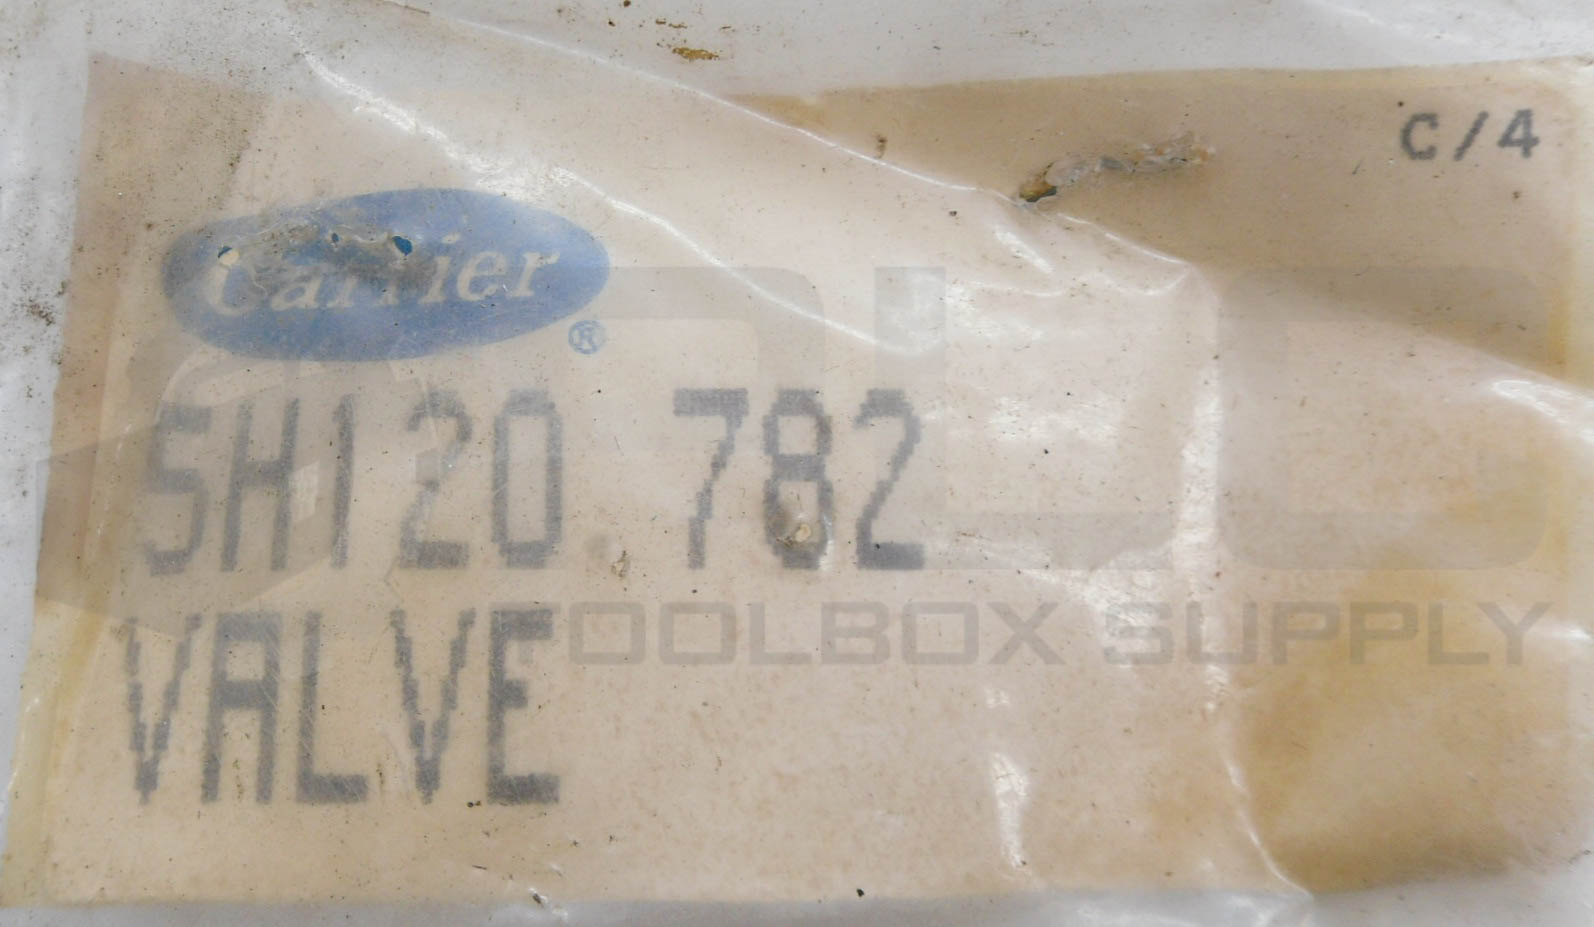 C/4
Carrier
®
5H120 782
VALVE
TOOLBOX SUPPLY